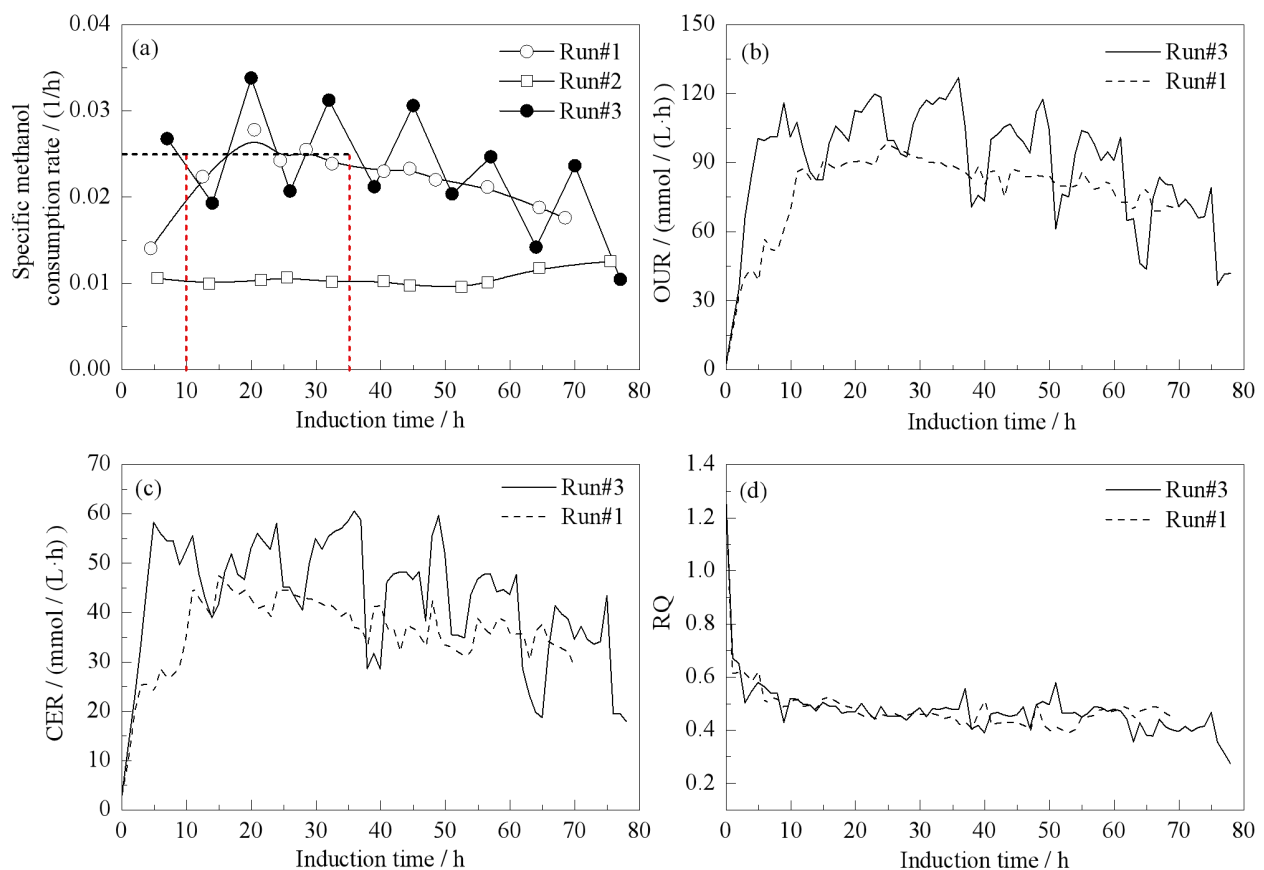 (a)
Run#1
Run#2
Run#3
0.04
0.03
0.02
0.01
0.00
Specific methanol
consumption rate / (1/h)
0 10 20 30 40 50 60 70 80
Induction time / h
(b)
Run#3
Run#1
150
120
90
60
30
0
OUR / (mmol / (L·h))
0 10 20 30 40 50 60 70 80
Induction time / h
(c)
Run#3
Run#1
70
60
50
40
30
20
10
0
CER / (mmol / (L·h))
0 10 20 30 40 50 60 70 80
Induction time / h
(d)
Run#3
Run#1
1.4
1.2
1.0
0.8
0.6
0.4
0.2
RQ
0 10 20 30 40 50 60 70 80
Induction time / h